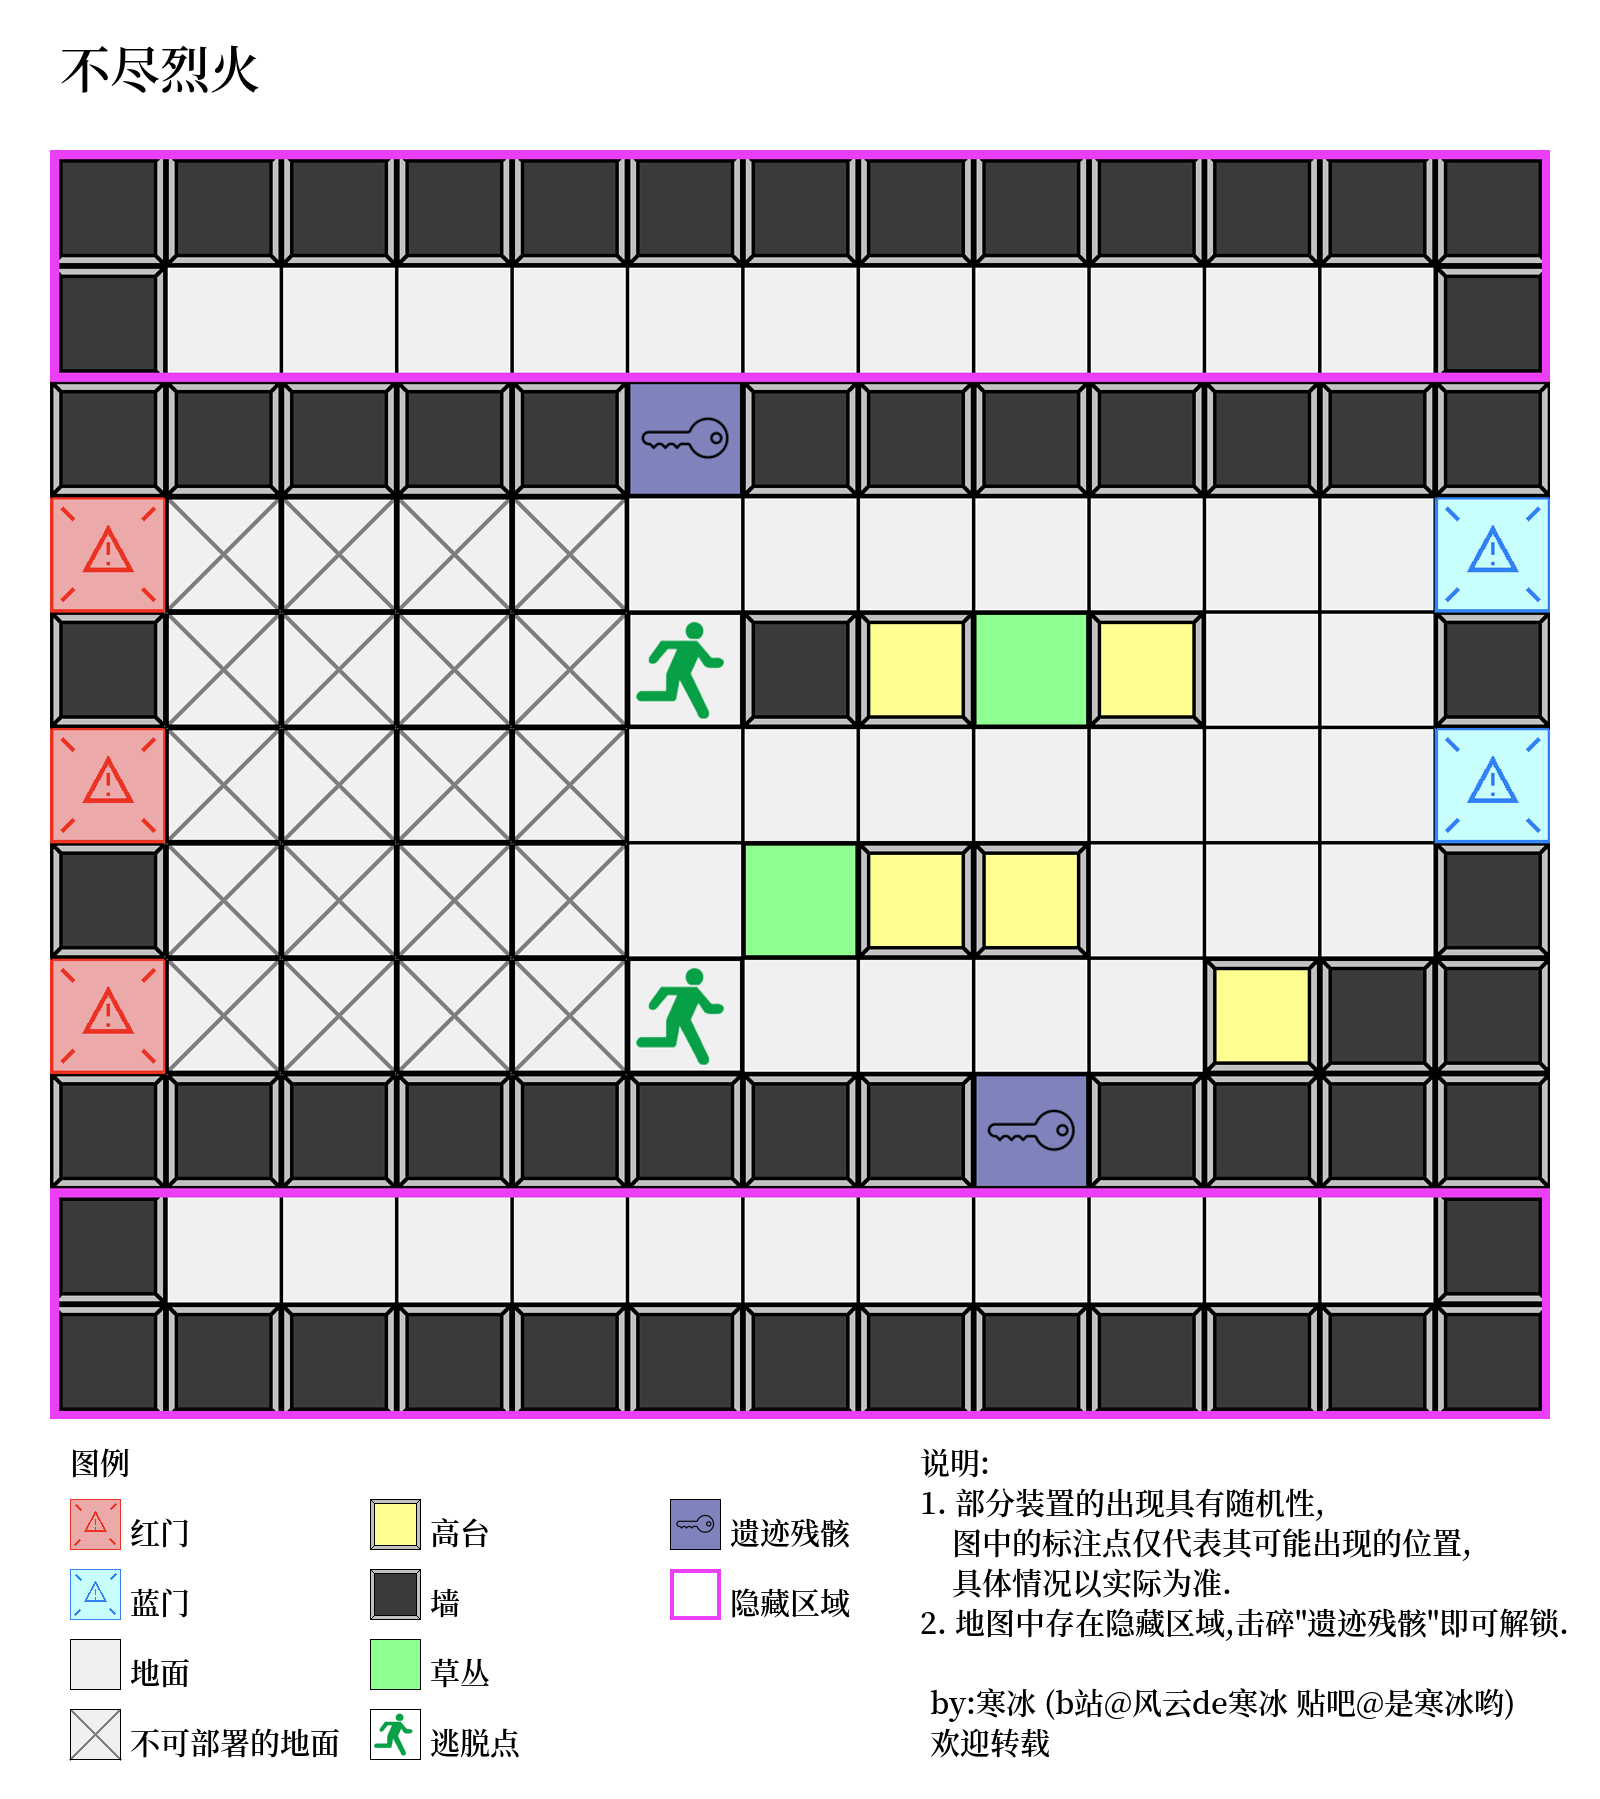 不尽烈火
图例
红门
蓝门
地面
不可部署的地面
高台
墙
草丛
逃脱点
遗迹残骸
隐藏区域
说明:
1. 部分装置的出现具有随机性,
图中的标注点仅代表其可能出现的位置,
具体情况以实际为准.
2. 地图中存在隐藏区域,击碎"遗迹残骸"即可解锁.
by:寒冰 (b站@风云de寒冰 贴吧@是寒冰哟)
欢迎转载